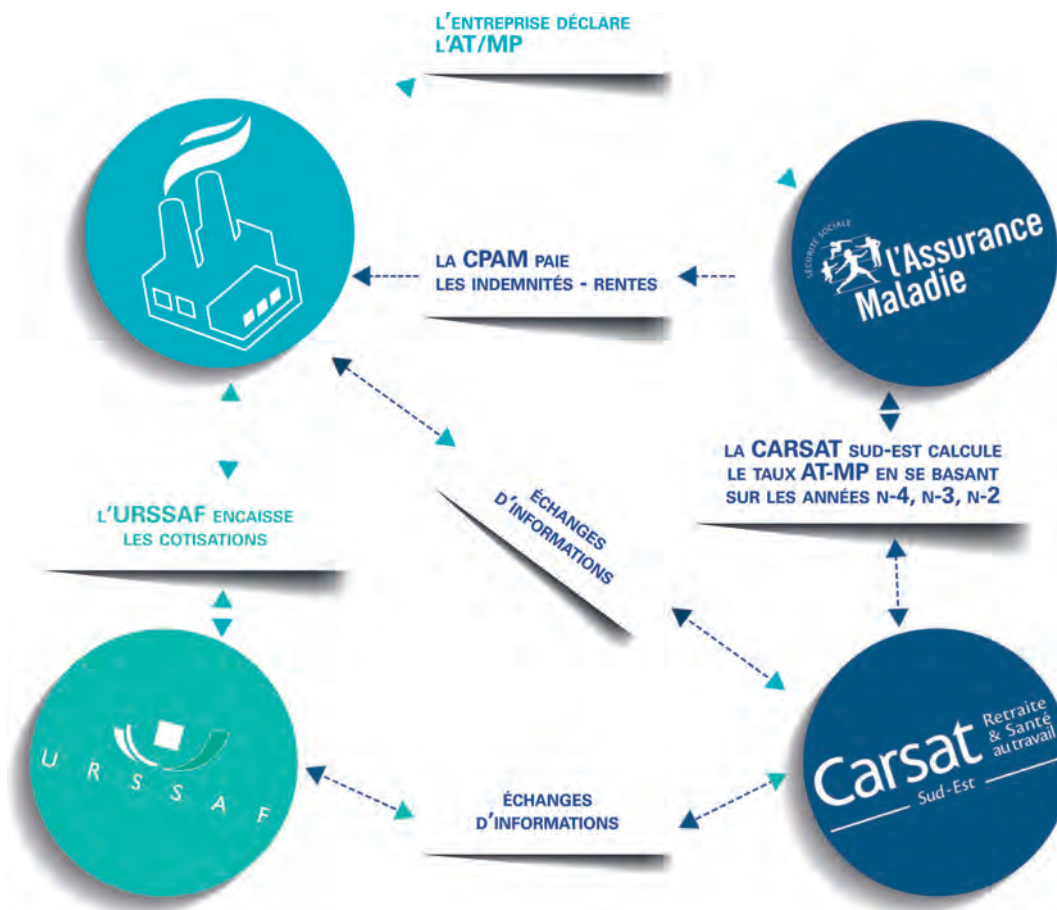 L'ENTREPRISE DÉCLARE
L'AT/MP
SÉCURITÉ SOCIALE
l'Assurance
Maladie
LA CPAM PAIE
LES INDEMNITÉS - RENTES
LA CARSAT SUD-EST CALCULE
LE TAUX AT-MP EN SE BASANT
SUR LES ANNÉES N-4, N-3, N-2
L'URSSAF ENCAISSE
LES COTISATIONS
ÉCHANGES
D'INFORMATIONS
URSSAF
ÉCHANGES
D'INFORMATIONS
Carsat
Retraite
& Santé
au travail
Sud-Est